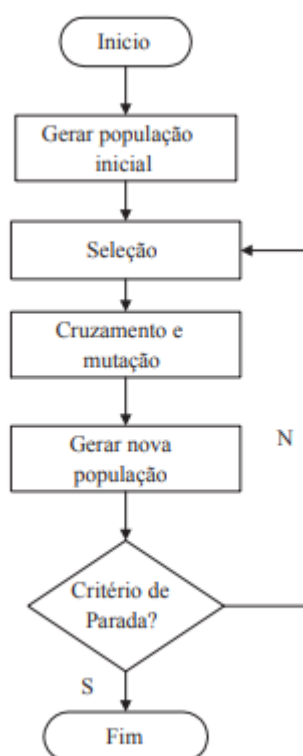 Inicio
Gerar população
inicial
Seleção
Cruzamento e
mutação
Gerar nova
população
N
Critério de
Parada?
S
Fim